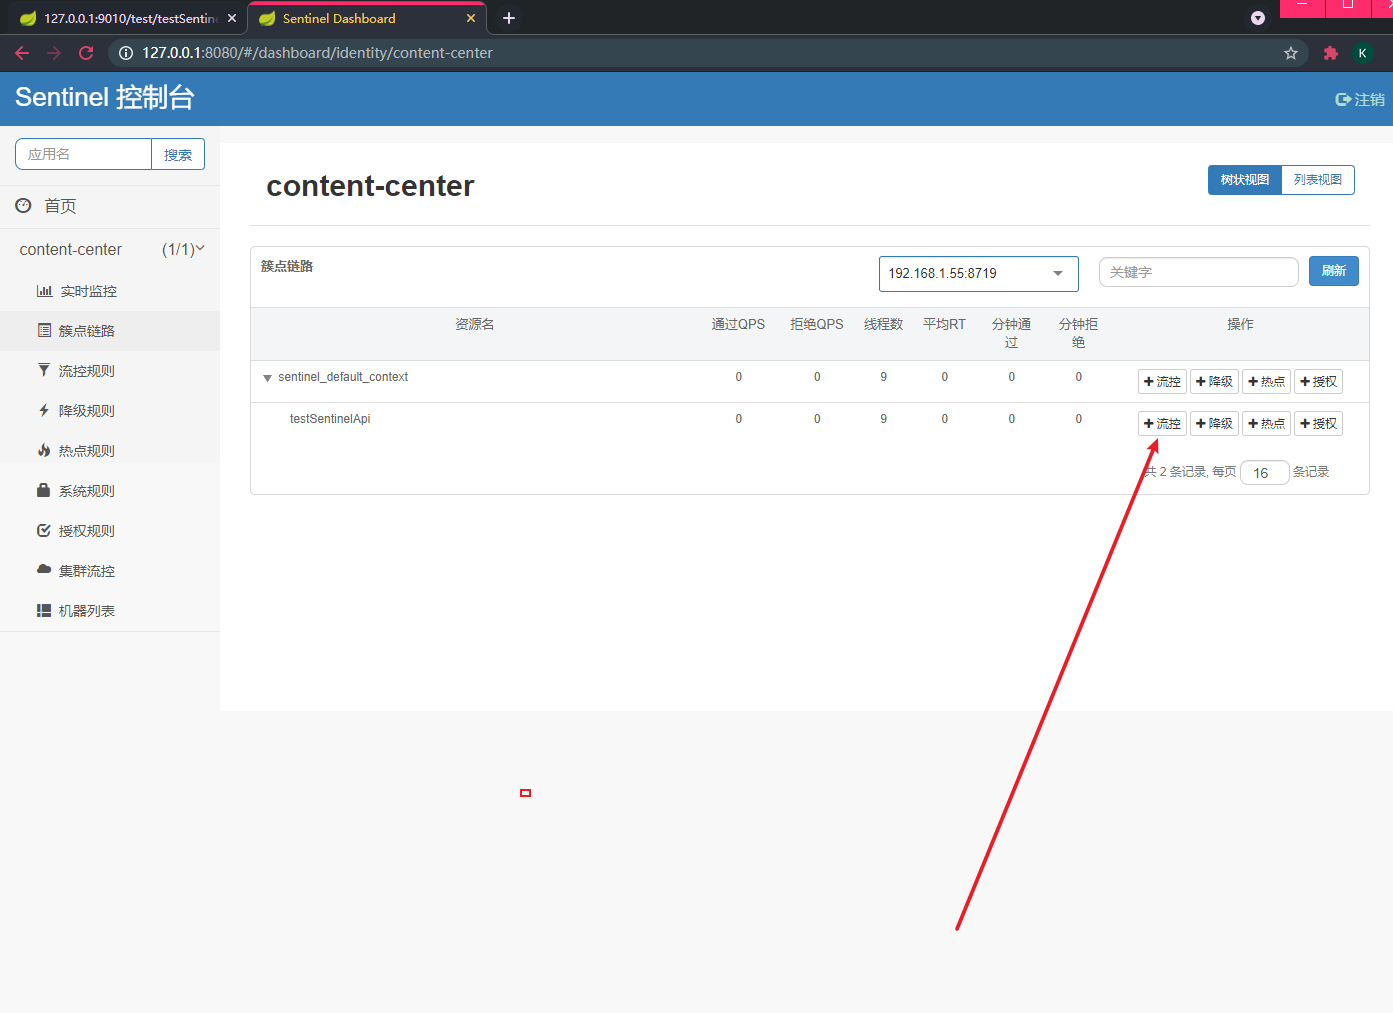 127.0.0.1:9010/test/testSentin
Sentinel Dashboard
127.0.0.1:8080/#/dashboard/identity/content-center
K
Sentinel 控制台
注销
应用名
搜索
首页
content-center (1/1)
实时监控
簇点链路
流控规则
降级规则
热点规则
系统规则
授权规则
集群流控
机器列表
content-center
树状视图
列表视图
簇点链路
192.168.1.55:8719
关键字
刷新
资源名 通过QPS 拒绝QPS 线程数 平均RT 分钟通过 分钟拒绝 操作
sentinel_default_context 0 0 9 0 0 0 流控 降级 热点 授权
testSentinelApi 0 0 9 0 0 0 流控 降级 热点 授权
共 2 条记录, 每页 16 条记录